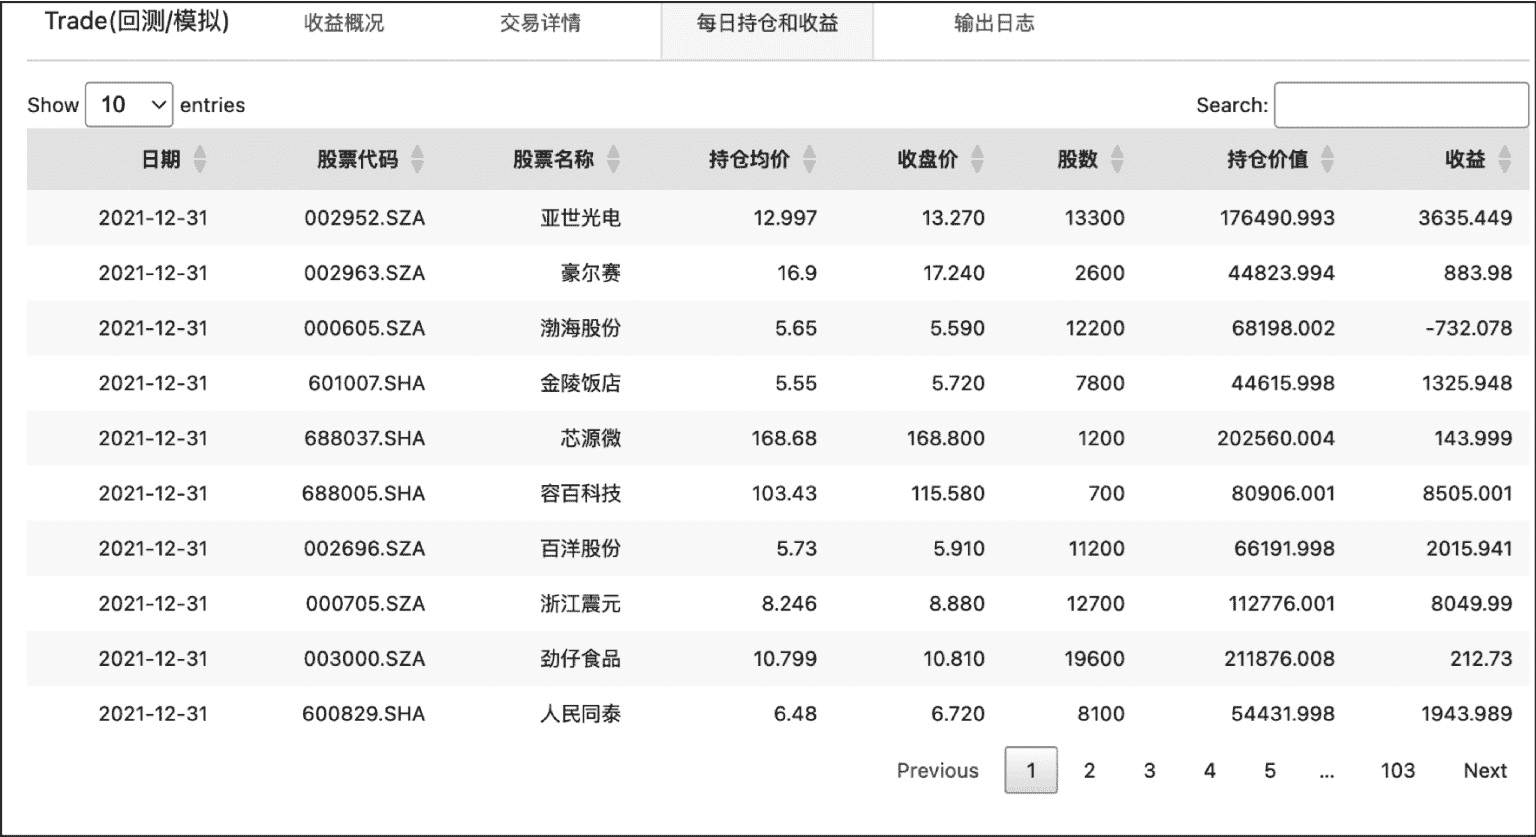 Trade(回测/模拟) 收益概况 交易详情 每日持仓和收益 输出日志
Show 10 entries Search:
日期 股票代码 股票名称 持仓均价 收盘价 股数 持仓价值 收益
2021-12-31 002952.SZA 亚世光电 12.997 13.270 13300 176490.993 3635.449
2021-12-31 002963.SZA 豪尔赛 16.9 17.240 2600 44823.994 883.98
2021-12-31 000605.SZA 渤海股份 5.65 5.590 12200 68198.002 -732.078
2021-12-31 601007.SHA 金陵饭店 5.55 5.720 7800 44615.998 1325.948
2021-12-31 688037.SHA 芯源微 168.68 168.800 1200 202560.004 143.999
2021-12-31 688005.SHA 容百科技 103.43 115.580 700 80906.001 8505.001
2021-12-31 002696.SZA 百洋股份 5.73 5.910 11200 66191.998 2015.941
2021-12-31 000705.SZA 浙江震元 8.246 8.880 12700 112776.001 8049.99
2021-12-31 003000.SZA 劲仔食品 10.799 10.810 19600 211876.008 212.73
2021-12-31 600829.SHA 人民同泰 6.48 6.720 8100 54431.998 1943.989
Previous 1 2 3 4 5 ... 103 Next